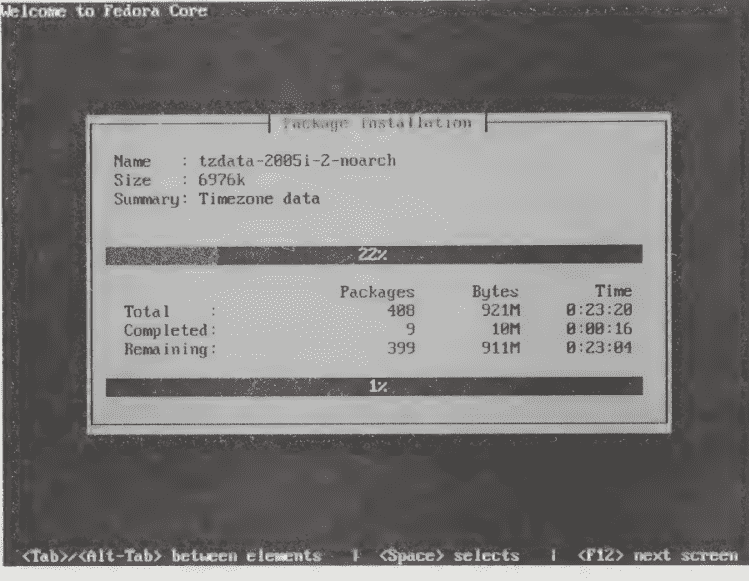 Welcome to Fedora Core
Package Installation
Name : tzdata-2005i-2-noarch
Size : 6976k
Summary: Timezone data
22%
Packages Bytes Time
Total : 408 921M 0:23:20
Completed: 9 10M 0:00:16
Remaining: 399 911M 0:23:04
1%
<Tab>/<Alt-Tab> between elements | <Space> selects | <F12> next screen